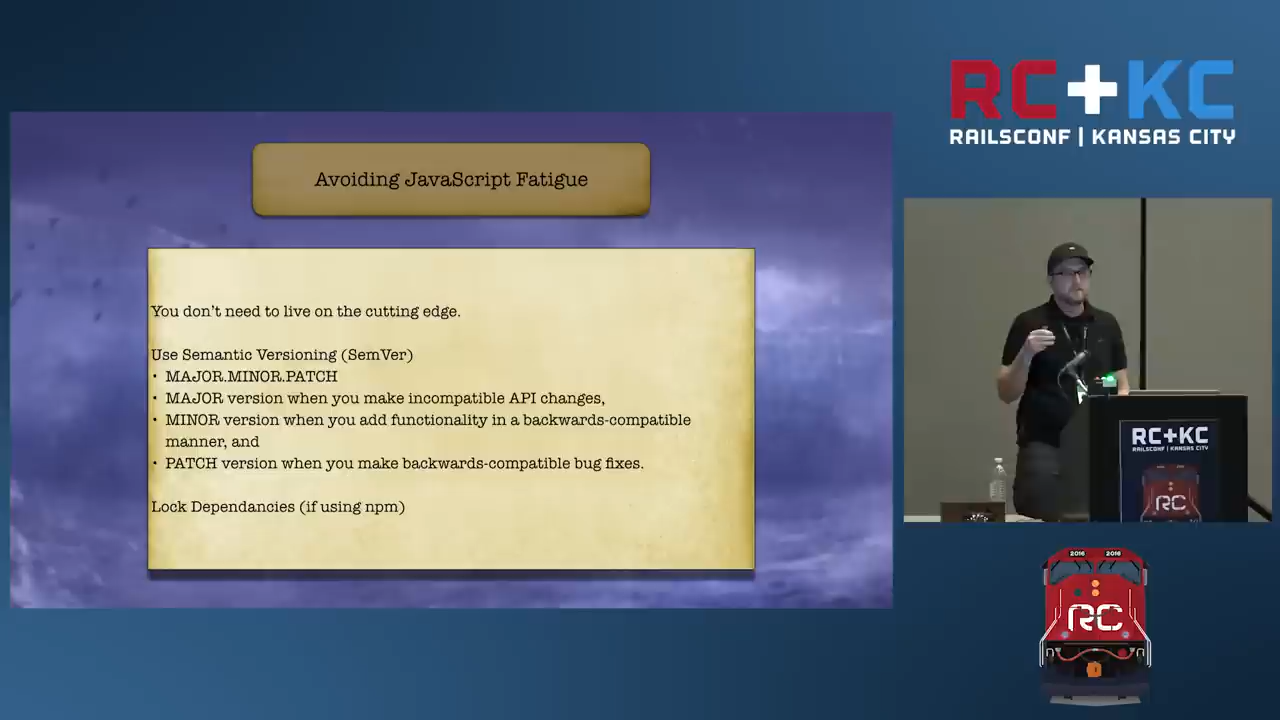 RC+KC
RAILSCONF | KANSAS CITY
Avoiding JavaScript Fatigue
You don't need to live on the cutting edge.
Use Semantic Versioning (SemVer)
• MAJOR.MINOR.PATCH
• MAJOR version when you make incompatible API changes,
• MINOR version when you add functionality in a backwards-compatible
manner, and
• PATCH version when you make backwards-compatible bug fixes.
Lock Dependancies (if using npm)
RC+KC
RAILSCONF | KANSAS CITY
RC
2016 2016
RC